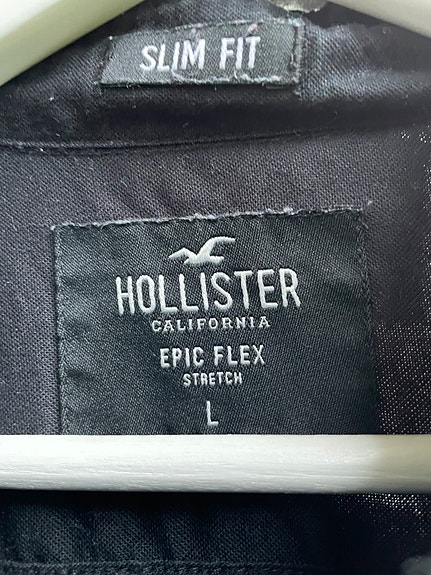 SLIM FIT
HOLLISTER
CALIFORNIA
EPIC FLEX
STRETCH
L